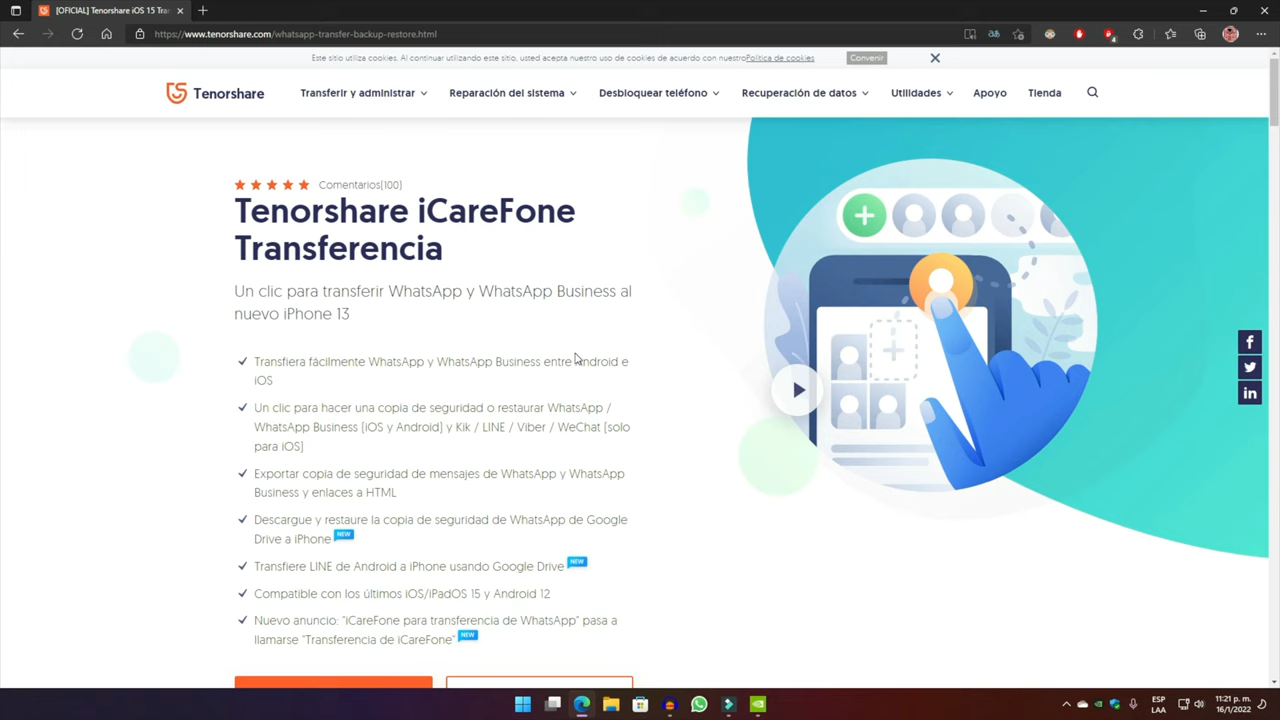 [OFICIAL] Tenorshare iOS 15 Tra
https://www.tenorshare.com/whatsapp-transfer-backup-restore.html
4
Este sitio utiliza cookies. Al continuar utilizando este sitio, usted acepta nuestro uso de cookies de acuerdo con nuestroPolítica de cookies
Convenir
Tenorshare
Transferir y administrar
Reparación del sistema
Desbloquear teléfono
Recuperación de datos
Utilidades
Apoyo
Tienda
Comentarios(100)
Tenorshare iCareFone
Transferencia
Un clic para transferir WhatsApp y WhatsApp Business al
nuevo iPhone 13
Transfiera fácilmente WhatsApp y WhatsApp Business entre Android e
iOS
Un clic para hacer una copia de seguridad o restaurar WhatsApp /
WhatsApp Business (iOS y Android) y Kik / LINE / Viber / WeChat (solo
para iOS)
Exportar copia de seguridad de mensajes de WhatsApp y WhatsApp
Business y enlaces a HTML
Descargue y restaure la copia de seguridad de WhatsApp de Google
Drive a iPhone NEW
Transfiere LINE de Android a iPhone usando Google Drive NEW
Compatible con los últimos iOS/iPadOS 15 y Android 12
Nuevo anuncio: "iCareFone para transferencia de WhatsApp" pasa a
llamarse "Transferencia de iCareFone" NEW
ESP
LAA
11:21 p. m.
16/1/2022